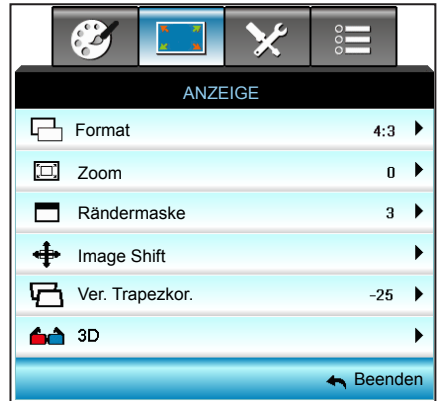 ANZEIGE
Format 4:3
Zoom 0
Rändermaske 3
Image Shift
Ver. Trapezkor. -25
3D
Beenden